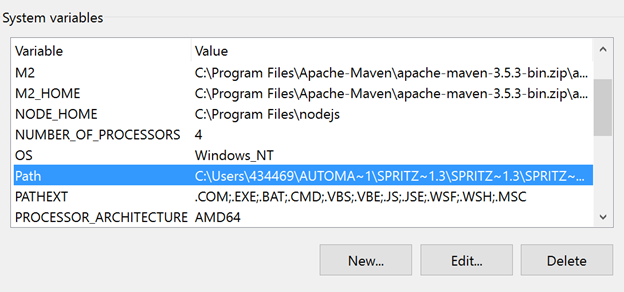 System variables
Variable Value
M2 C:\Program Files\Apache-Maven\apache-maven-3.5.3-bin.zip\a...
M2_HOME C:\Program Files\Apache-Maven\apache-maven-3.5.3-bin.zip\a...
NODE_HOME C:\Program Files\nodejs
NUMBER_OF_PROCESSORS 4
OS Windows_NT
Path C:\Users\434469\AUTOMA~1\SPRITZ~1.3\SPRITZ~1.3\SPRITZ~...
PATHEXT .COM;.EXE;.BAT;.CMD;.VBS;.VBE;.JS;.JSE;.WSF;.WSH;.MSC
PROCESSOR_ARCHITECTURE AMD64
New... Edit... Delete